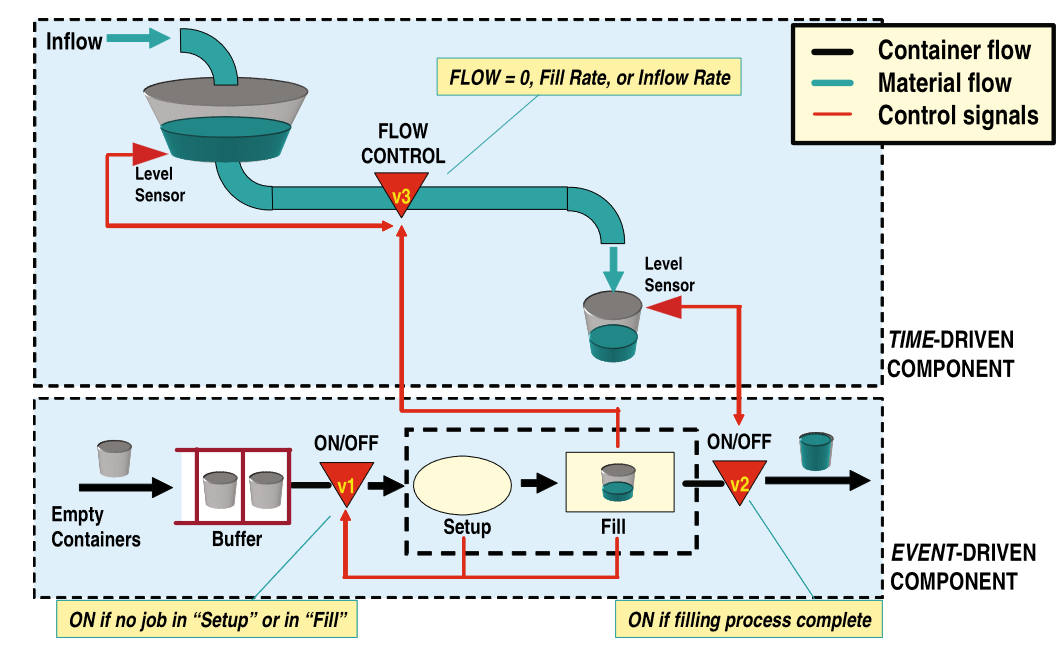 Inflow
FLOW = 0, Fill Rate, or Inflow Rate
Container flow
Material flow
Control signals
FLOW
CONTROL
Level
Sensor
v3
Level
Sensor
TIME-DRIVEN
COMPONENT
ON/OFF
ON/OFF
v1
v2
Empty
Containers
Buffer
Setup
Fill
EVENT-DRIVEN
COMPONENT
ON if no job in “Setup” or in “Fill”
ON if filling process complete